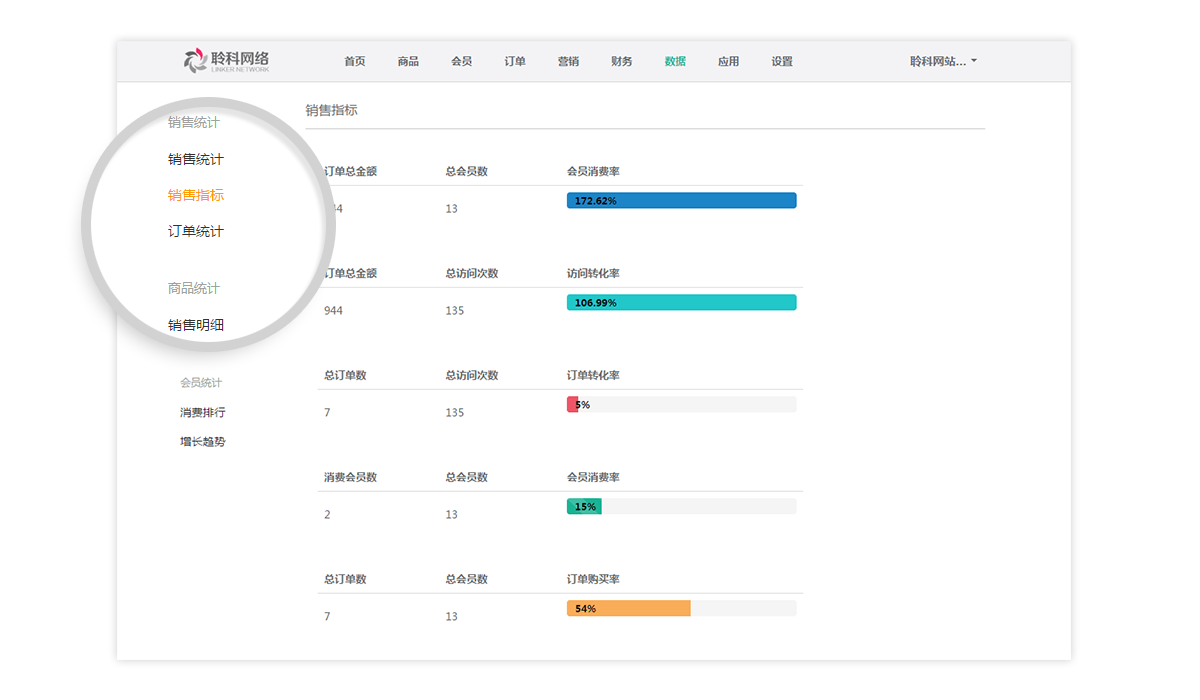 聆科网络
LINKER NETWORK
首页 商品 会员 订单 营销 财务 数据 应用 设置
聆科网站...
销售统计
销售统计
销售指标
订单统计
商品统计
销售明细
会员统计
消费排行
增长趋势
销售指标
订单总金额 总会员数 会员消费率
44 13 172.62%
订单总金额 总访问次数 访问转化率
944 135 106.99%
总订单数 总访问次数 订单转化率
7 135 5%
消费会员数 总会员数 会员消费率
2 13 15%
总订单数 总会员数 订单购买率
7 13 54%